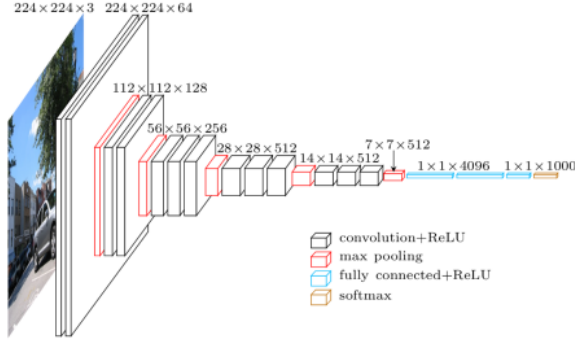 224×224×3 224×224×64
112×112×128
56×56×256
28×28×512
14×14×512
7×7×512
1×1×4096 1×1×1000
convolution+ReLU
max pooling
fully connected+ReLU
softmax